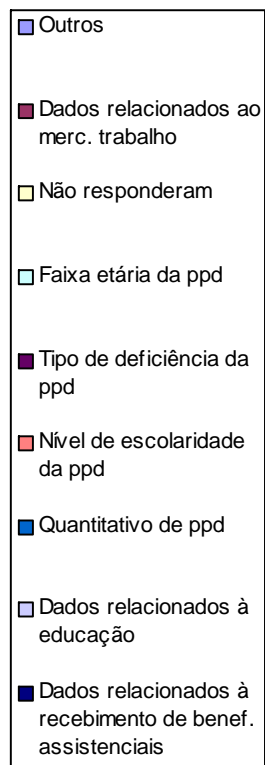 Outros
Dados relacionados ao
merc. trabalho
Não responderam
Faixa etária da ppd
Tipo de deficiência da
ppd
Nível de escolaridade
da ppd
Quantitativo de ppd
Dados relacionados à
educação
Dados relacionados à
recebimento de benef.
assistenciais